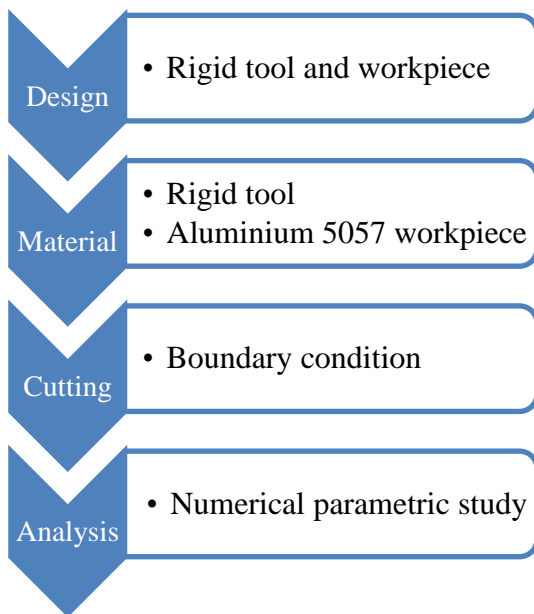 Design
• Rigid tool and workpiece
Material
• Rigid tool
• Aluminium 5057 workpiece
Cutting
• Boundary condition
Analysis
• Numerical parametric study